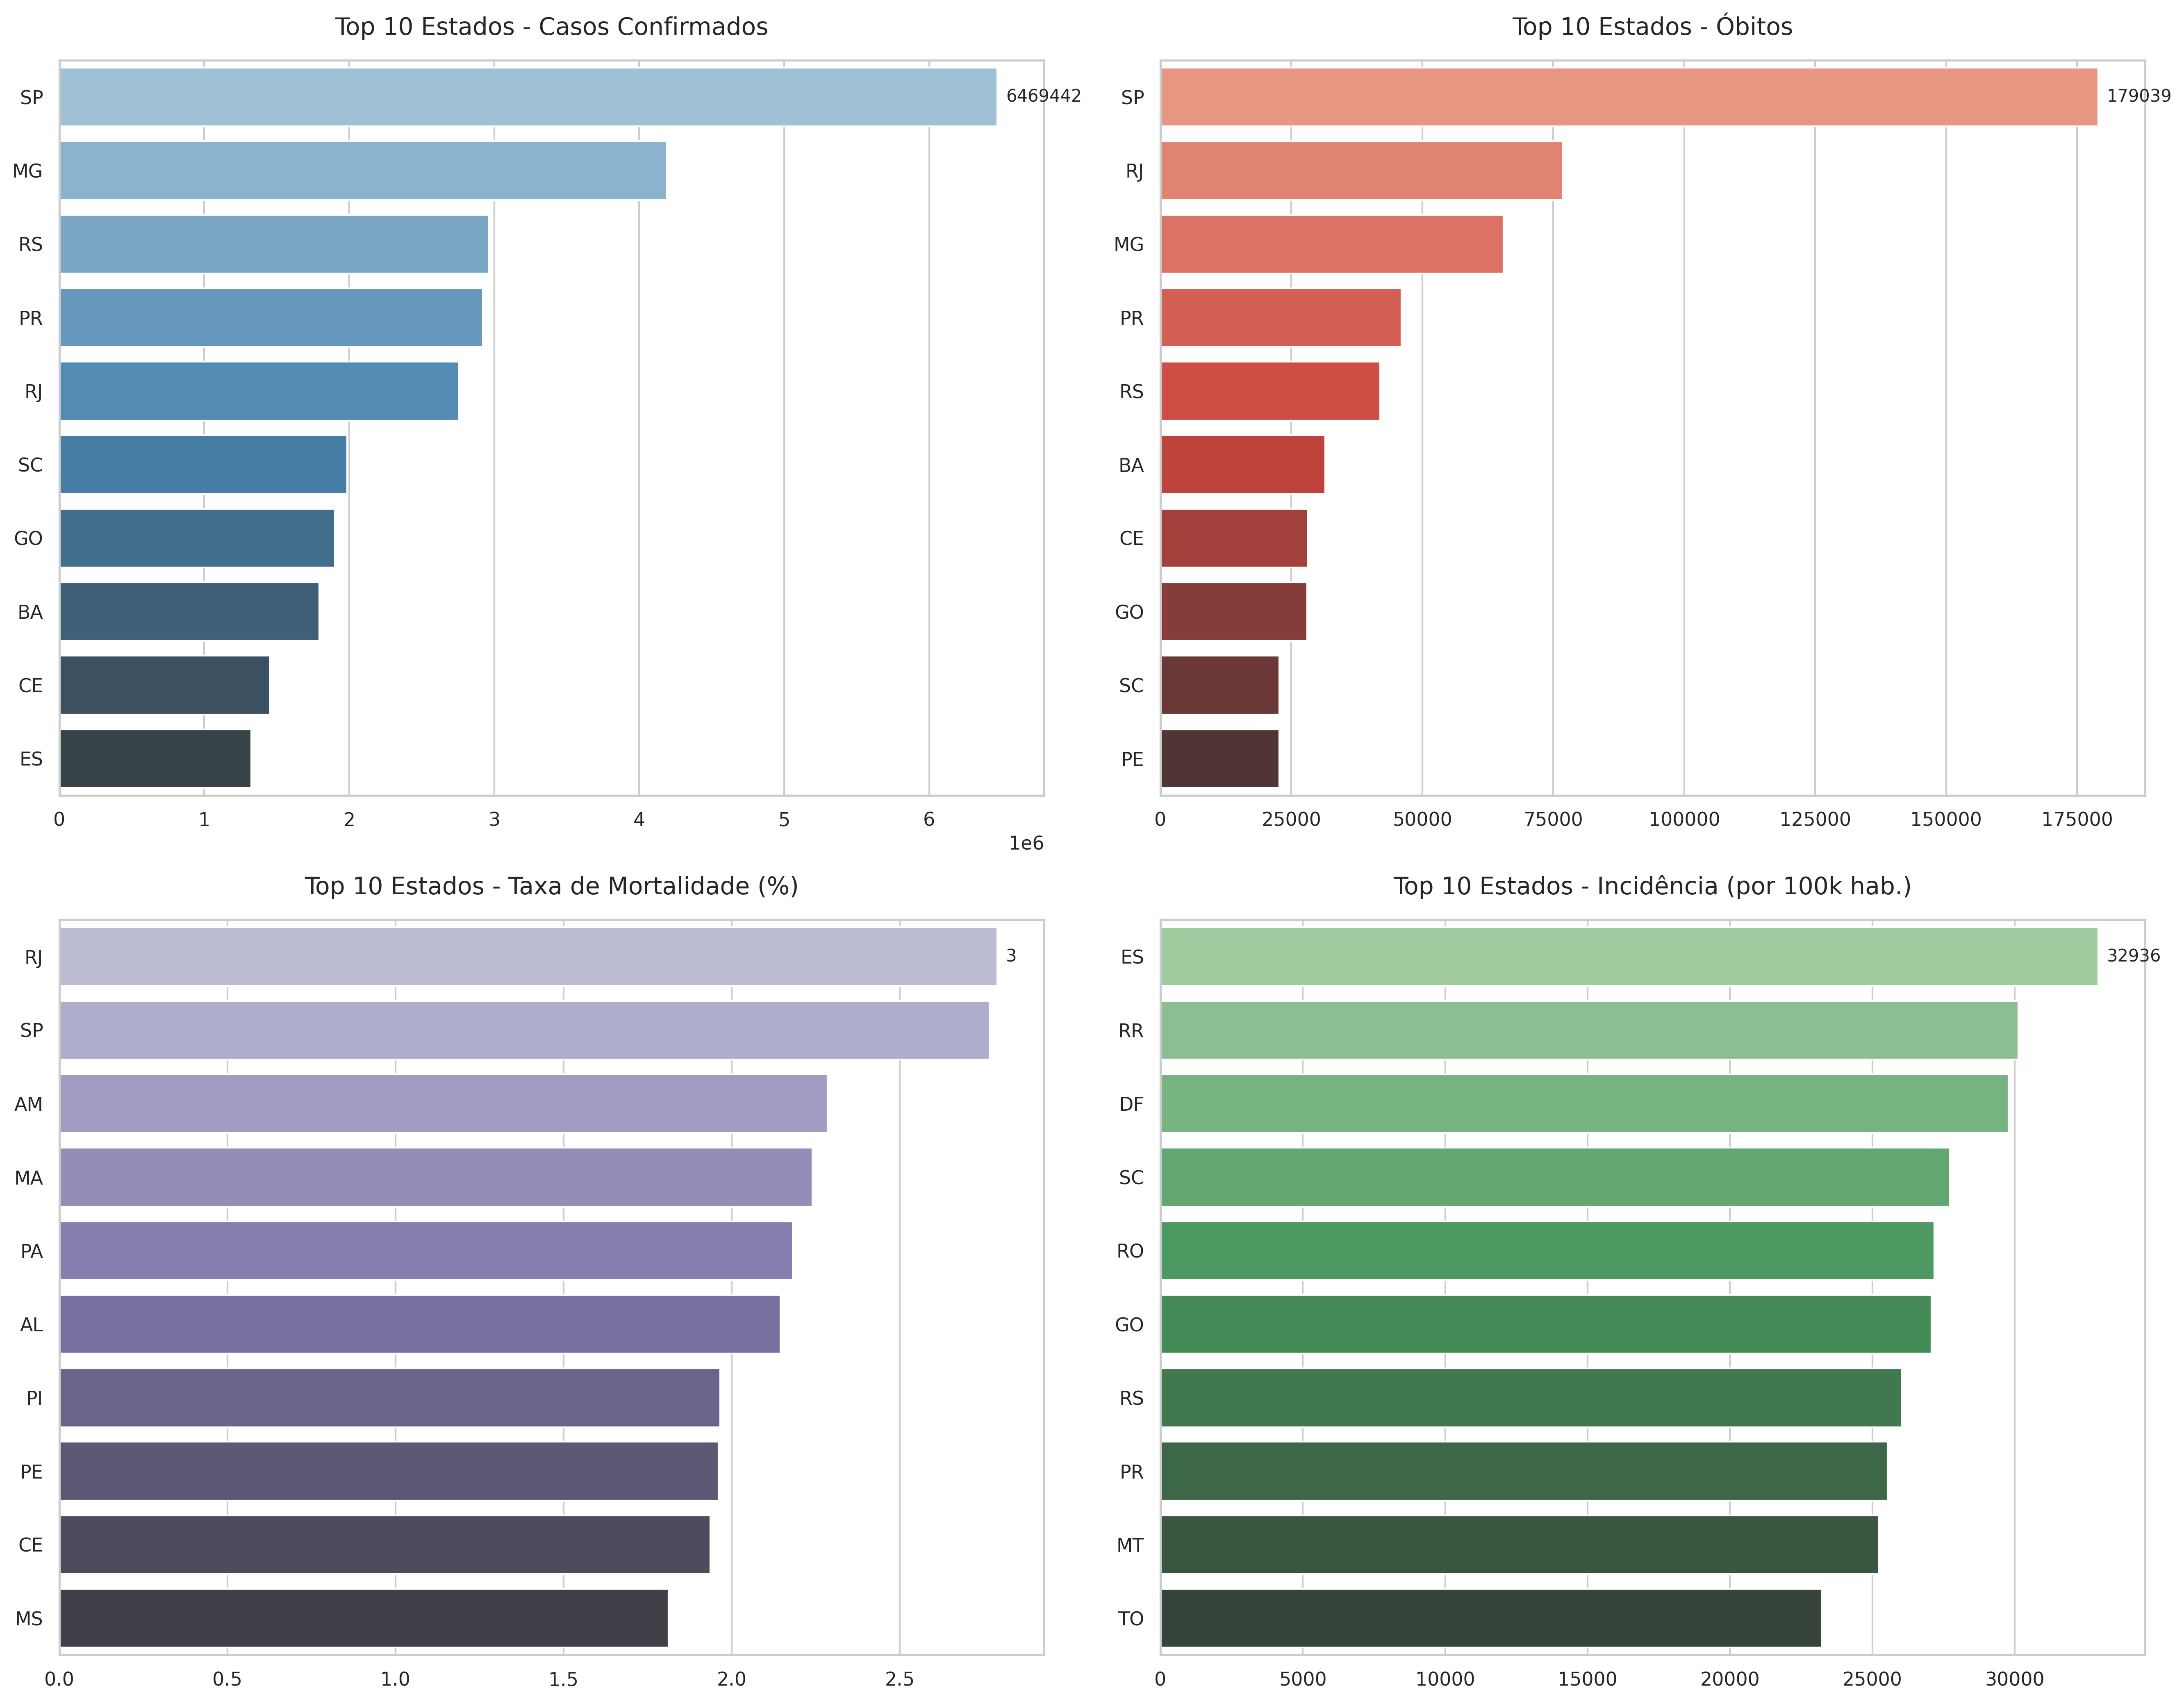 Top 10 Estados - Casos Confirmados
SP
6469442
MG
RS
PR
RJ
SC
GO
BA
CE
ES
0 1 2 3 4 5 6
1e6
Top 10 Estados - Óbitos
SP
179039
RJ
MG
PR
RS
BA
CE
GO
SC
PE
0 25000 50000 75000 100000 125000 150000 175000
Top 10 Estados - Taxa de Mortalidade (%)
RJ
3
SP
AM
MA
PA
AL
PI
PE
CE
MS
0.0 0.5 1.0 1.5 2.0 2.5
Top 10 Estados - Incidência (por 100k hab.)
ES
32936
RR
DF
SC
RO
GO
RS
PR
MT
TO
0 5000 10000 15000 20000 25000 30000